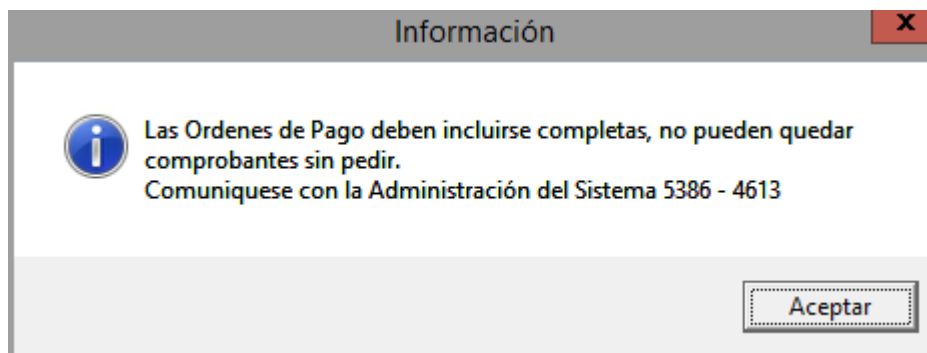 Información
x
Las Ordenes de Pago deben incluirse completas, no pueden quedar
comprobantes sin pedir.
Comuniquese con la Administración del Sistema 5386 - 4613
Aceptar